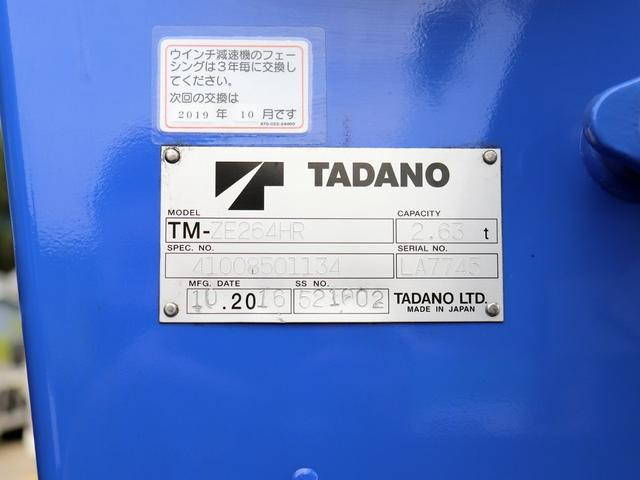 ウインチ減速機のフェー
シングは3年毎に交換し
てください。
次回の交換は
2019 年 10 月です
TADANO
MODEL CAPACITY
TM-ZE264HR 2.63 t
SPEC. NO. SERIAL NO.
41008501134 LA7745
MFG. DATE SS NO.
10 .2016 521002 TADANO LTD.
MADE IN JAPAN